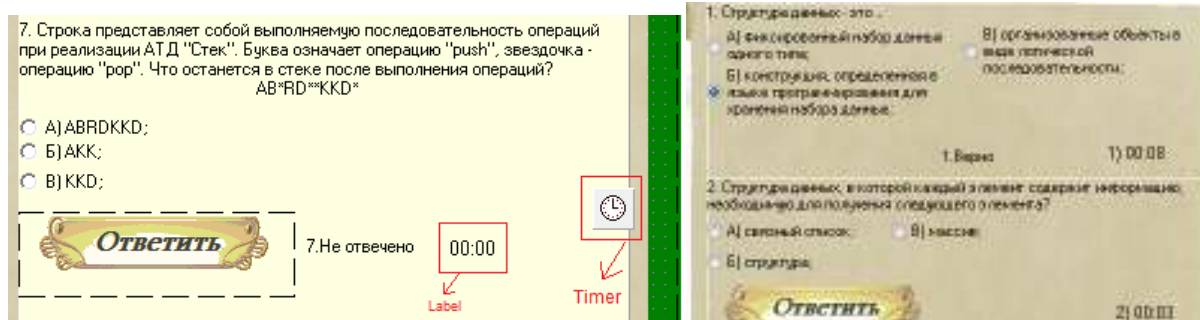 7. Строка представляет собой выполняемую последовательность операций
при реализации АТД "Стек". Буква означает операцию "push", звездочка -
операцию "pop". Что останется в стеке после выполнения операций?
AB*RD**KKD*
А) ABRDKKD;
Б) AKK;
В) KKD;
Ответить
7.Не отвечено
00:00
Label
Timer
1. Структура данных - это ..
А) фиксированный набор данных
одного типа;
Б) конструкция, определенная в
языке программирования для
хранения набора данных;
В) организованные объекты в
виде логической
последовательности;
1.Верно
1) 00:08
2. Структура данных, в которой каждый элемент содержит информацию,
необходимую для получения следующего элемента?
А) связный список;
В) массив;
Б) структура;
Ответить
2) 00:03